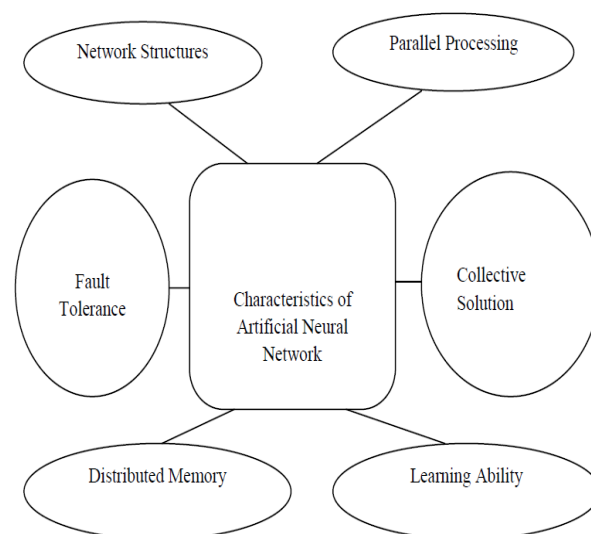 Network Structures
Parallel Processing
Fault
Tolerance
Characteristics of
Artificial Neural
Network
Collective
Solution
Distributed Memory
Learning Ability